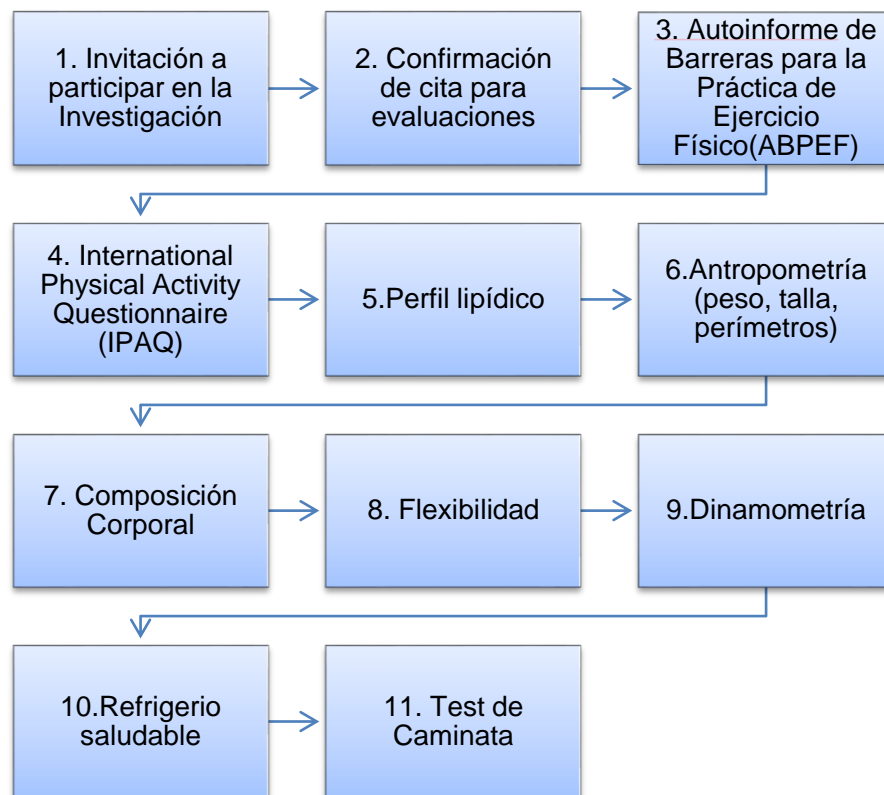 1. Invitación a
participar en la
Investigación
2. Confirmación
de cita para
evaluaciones
3. Autoinforme de
Barreras para la
Práctica de
Ejercicio
Físico(ABPEF)
4. International
Physical Activity
Questionnaire
(IPAQ)
5.Perfil lipídico
6.Antropometría
(peso, talla,
perímetros)
7. Composición
Corporal
8. Flexibilidad
9.Dinamometría
10.Refrigerio
saludable
11. Test de
Caminata